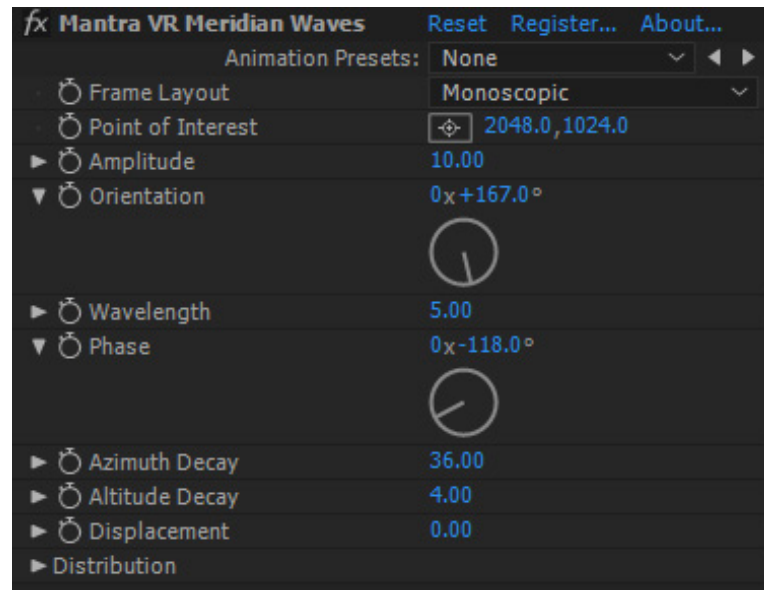 fx Mantra VR Meridian Waves Reset Register... About...
Animation Presets: None
Frame Layout Monoscopic
Point of Interest 2048.0,1024.0
Amplitude 10.00
Orientation 0x+167.0°
Wavelength 5.00
Phase 0x-118.0°
Azimuth Decay 36.00
Altitude Decay 4.00
Displacement 0.00
Distribution